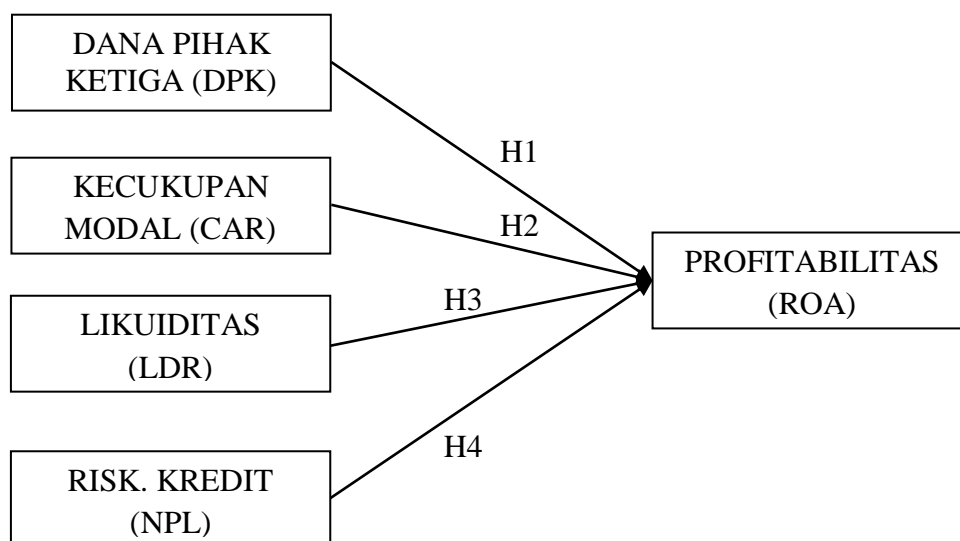 DANA PIHAK
KETIGA (DPK)
H1
KECUKUPAN
MODAL (CAR)
H2
PROFITABILITAS
(ROA)
LIKUIDITAS
(LDR)
H3
RISK. KREDIT
(NPL)
H4